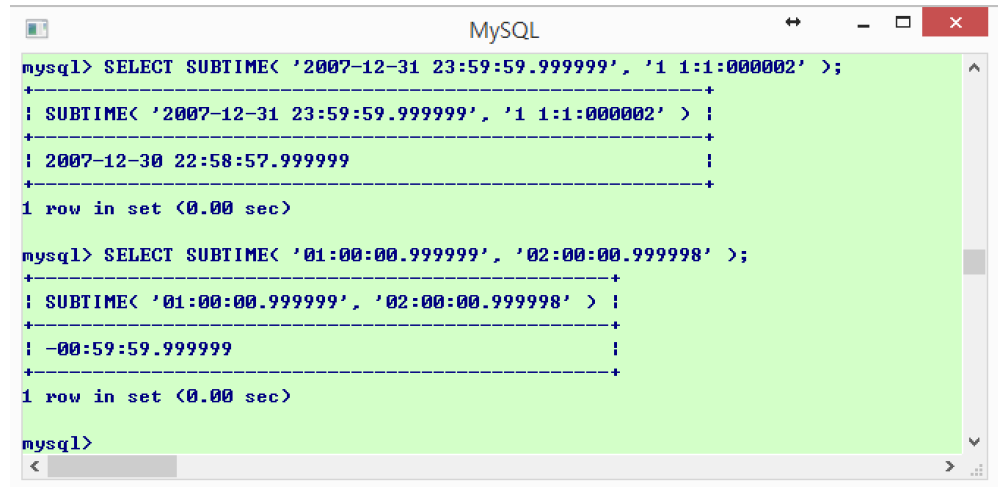 MySQL
mysql> SELECT SUBTIME( '2007-12-31 23:59:59.999999', '1 1:1:000002' );
+---------------------------------------------------------+
| SUBTIME( '2007-12-31 23:59:59.999999', '1 1:1:000002' ) |
+---------------------------------------------------------+
| 2007-12-30 22:58:57.999999                              |
+---------------------------------------------------------+
1 row in set (0.00 sec)
mysql> SELECT SUBTIME( '01:00:00.999999', '02:00:00.999998' );
+-------------------------------------------------+
| SUBTIME( '01:00:00.999999', '02:00:00.999998' ) |
+-------------------------------------------------+
| -00:59:59.999999                                |
+-------------------------------------------------+
1 row in set (0.00 sec)
mysql>